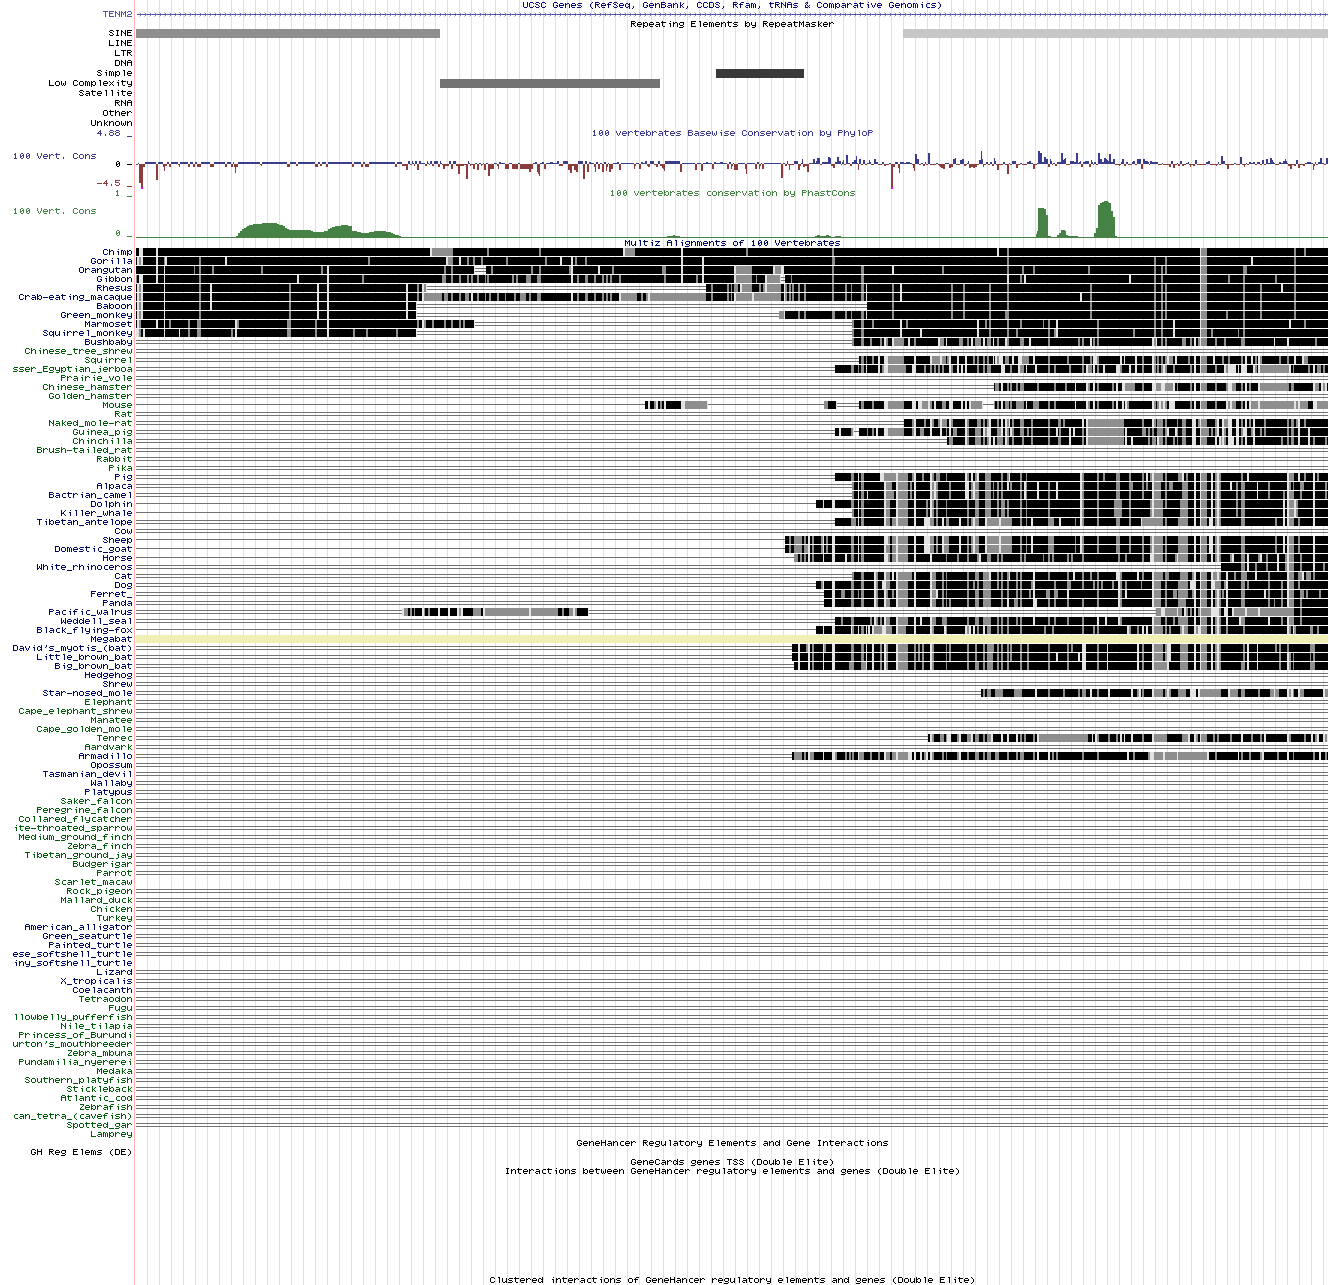 UCSC Genes (RefSeq, GenBank, CCDS, Rfam, tRNAs & Comparative Genomics)
TENM2
Repeating Elements by RepeatMasker
SINE
LINE
LTR
DNA
Simple
Low Complexity
Satellite
RNA
Other
Unknown
4.88 _
100 vertebrates Basewise Conservation by PhyloP
100 Vert. Cons
0 _
-4.5 _
1 _
100 vertebrates conservation by PhastCons
100 Vert. Cons
0 _
Multiz Alignments of 100 Vertebrates
Chimp
Gorilla
Orangutan
Gibbon
Rhesus
Crab-eating_macaque
Baboon
Green_monkey
Marmoset
Squirrel_monkey
Bushbaby
Chinese_tree_shrew
Squirrel
sser_Egyptian_jerboa
Prairie_vole
Chinese_hamster
Golden_hamster
Mouse
Rat
Naked_mole-rat
Guinea_pig
Chinchilla
Brush-tailed_rat
Rabbit
Pika
Pig
Alpaca
Bactrian_camel
Dolphin
Killer_whale
Tibetan_antelope
Cow
Sheep
Domestic_goat
Horse
White_rhinoceros
Cat
Dog
Ferret_
Panda
Pacific_walrus
Weddell_seal
Black_flying-fox
Megabat
David's_myotis_(bat)
Little_brown_bat
Big_brown_bat
Hedgehog
Shrew
Star-nosed_mole
Elephant
Cape_elephant_shrew
Manatee
Cape_golden_mole
Tenrec
Aardvark
Armadillo
Opossum
Tasmanian_devil
Wallaby
Platypus
Saker_falcon
Peregrine_falcon
Collared_flycatcher
ite-throated_sparrow
Medium_ground_finch
Zebra_finch
Tibetan_ground_jay
Budgerigar
Parrot
Scarlet_macaw
Rock_pigeon
Mallard_duck
Chicken
Turkey
American_alligator
Green_seaturtle
Painted_turtle
ese_softshell_turtle
iny_softshell_turtle
Lizard
X_tropicalis
Coelacanth
Tetraodon
Fugu
llowbelly_pufferfish
Nile_tilapia
Princess_of_Burundi
urton's_mouthbreeder
Zebra_mbuna
Pundamilia_nyererei
Medaka
Southern_platyfish
Stickleback
Atlantic_cod
Zebrafish
can_tetra_(cavefish)
Spotted_gar
Lamprey
GeneHancer Regulatory Elements and Gene Interactions
GH Reg Elems (DE)
GeneCards genes TSS (Double Elite)
Interactions between GeneHancer regulatory elements and genes (Double Elite)
Clustered interactions of GeneHancer regulatory elements and genes (Double Elite)